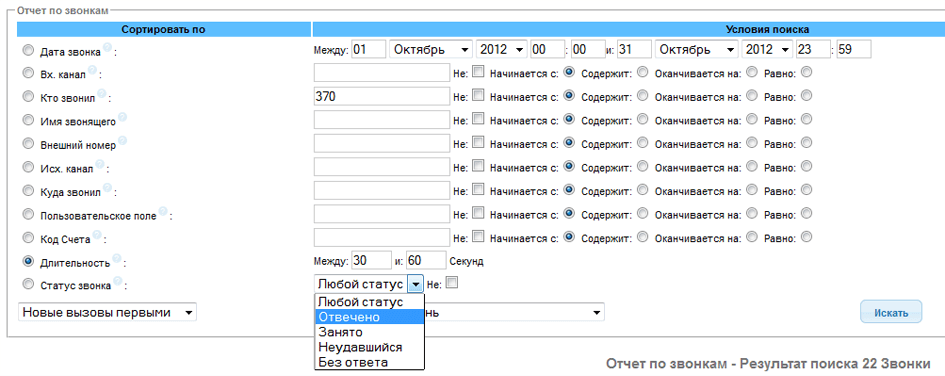 Отчет по звонкам
Сортировать по Условия поиска
Дата звонка ? : Между: 01 Октябрь 2012 00 : 00 и: 31 Октябрь 2012 23 : 59
Вх. канал ? : Не: Начинается с: Содержит: Оканчивается на: Равно:
Кто звонил ? : 370 Не: Начинается с: Содержит: Оканчивается на: Равно:
Имя звонящего ? Не: Начинается с: Содержит: Оканчивается на: Равно:
Внешний номер ? Не: Начинается с: Содержит: Оканчивается на: Равно:
Исх. канал ? : Не: Начинается с: Содержит: Оканчивается на: Равно:
Куда звонил ? : Не: Начинается с: Содержит: Оканчивается на: Равно:
Пользовательское поле ? : Не: Начинается с: Содержит: Оканчивается на: Равно:
Код Счета ? : Не: Начинается с: Содержит: Оканчивается на: Равно:
Длительность ? : Между: 30 и: 60 Секунд
Статус звонка ? : Любой статус Не:
Любой статус
Новые вызовы первыми Отвечено нь Искать
Занято
Неудавшийся
Без ответа
Отчет по звонкам - Результат поиска 22 Звонки